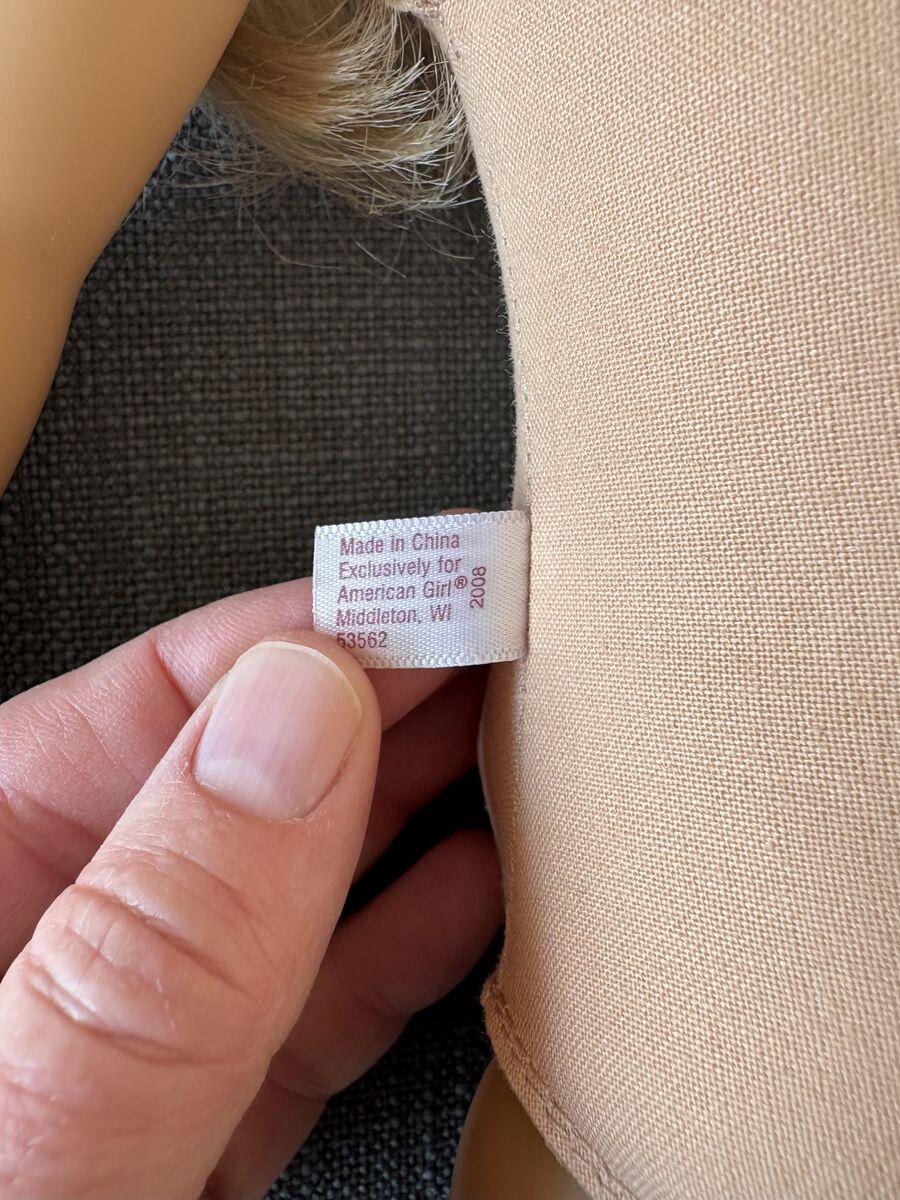 Made in China
Exclusively for
American Girl®
Middleton, WI
53562
2008